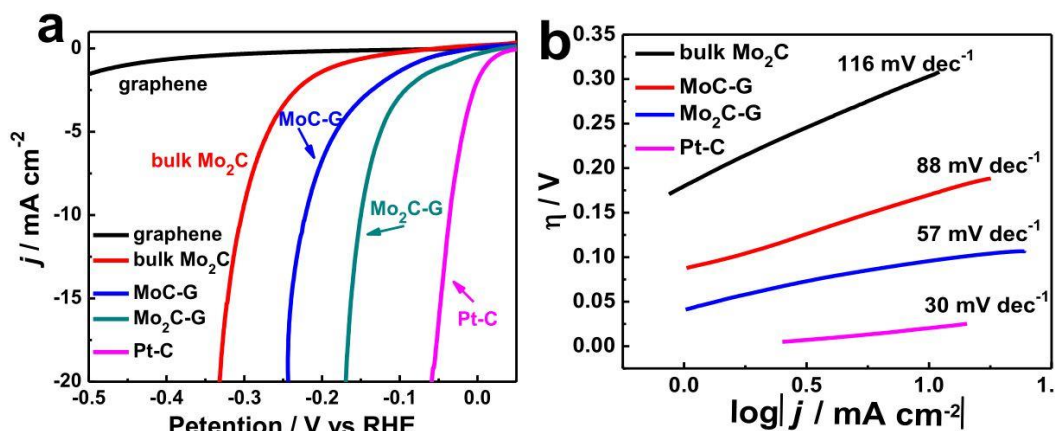 a
0
-5
-10
-15
-20
j / mA cm⁻²
graphene
bulk Mo₂C
MoC-G
Mo₂C-G
Pt-C
graphene
bulk Mo₂C
MoC-G
Mo₂C-G
Pt-C
-0.5 -0.4 -0.3 -0.2 -0.1 0.0
Petention / V vs RHE
b
0.35
0.30
0.25
0.20
0.15
0.10
0.05
0.00
η / V
bulk Mo₂C
MoC-G
Mo₂C-G
Pt-C
116 mV dec⁻¹
88 mV dec⁻¹
57 mV dec⁻¹
30 mV dec⁻¹
0.0 0.5 1.0 1.
log|j / mA cm⁻²|